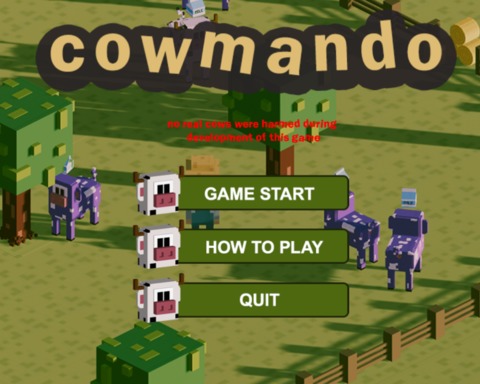 cowmando
no real cows were harmed during
development of this game
GAME START
HOW TO PLAY
QUIT